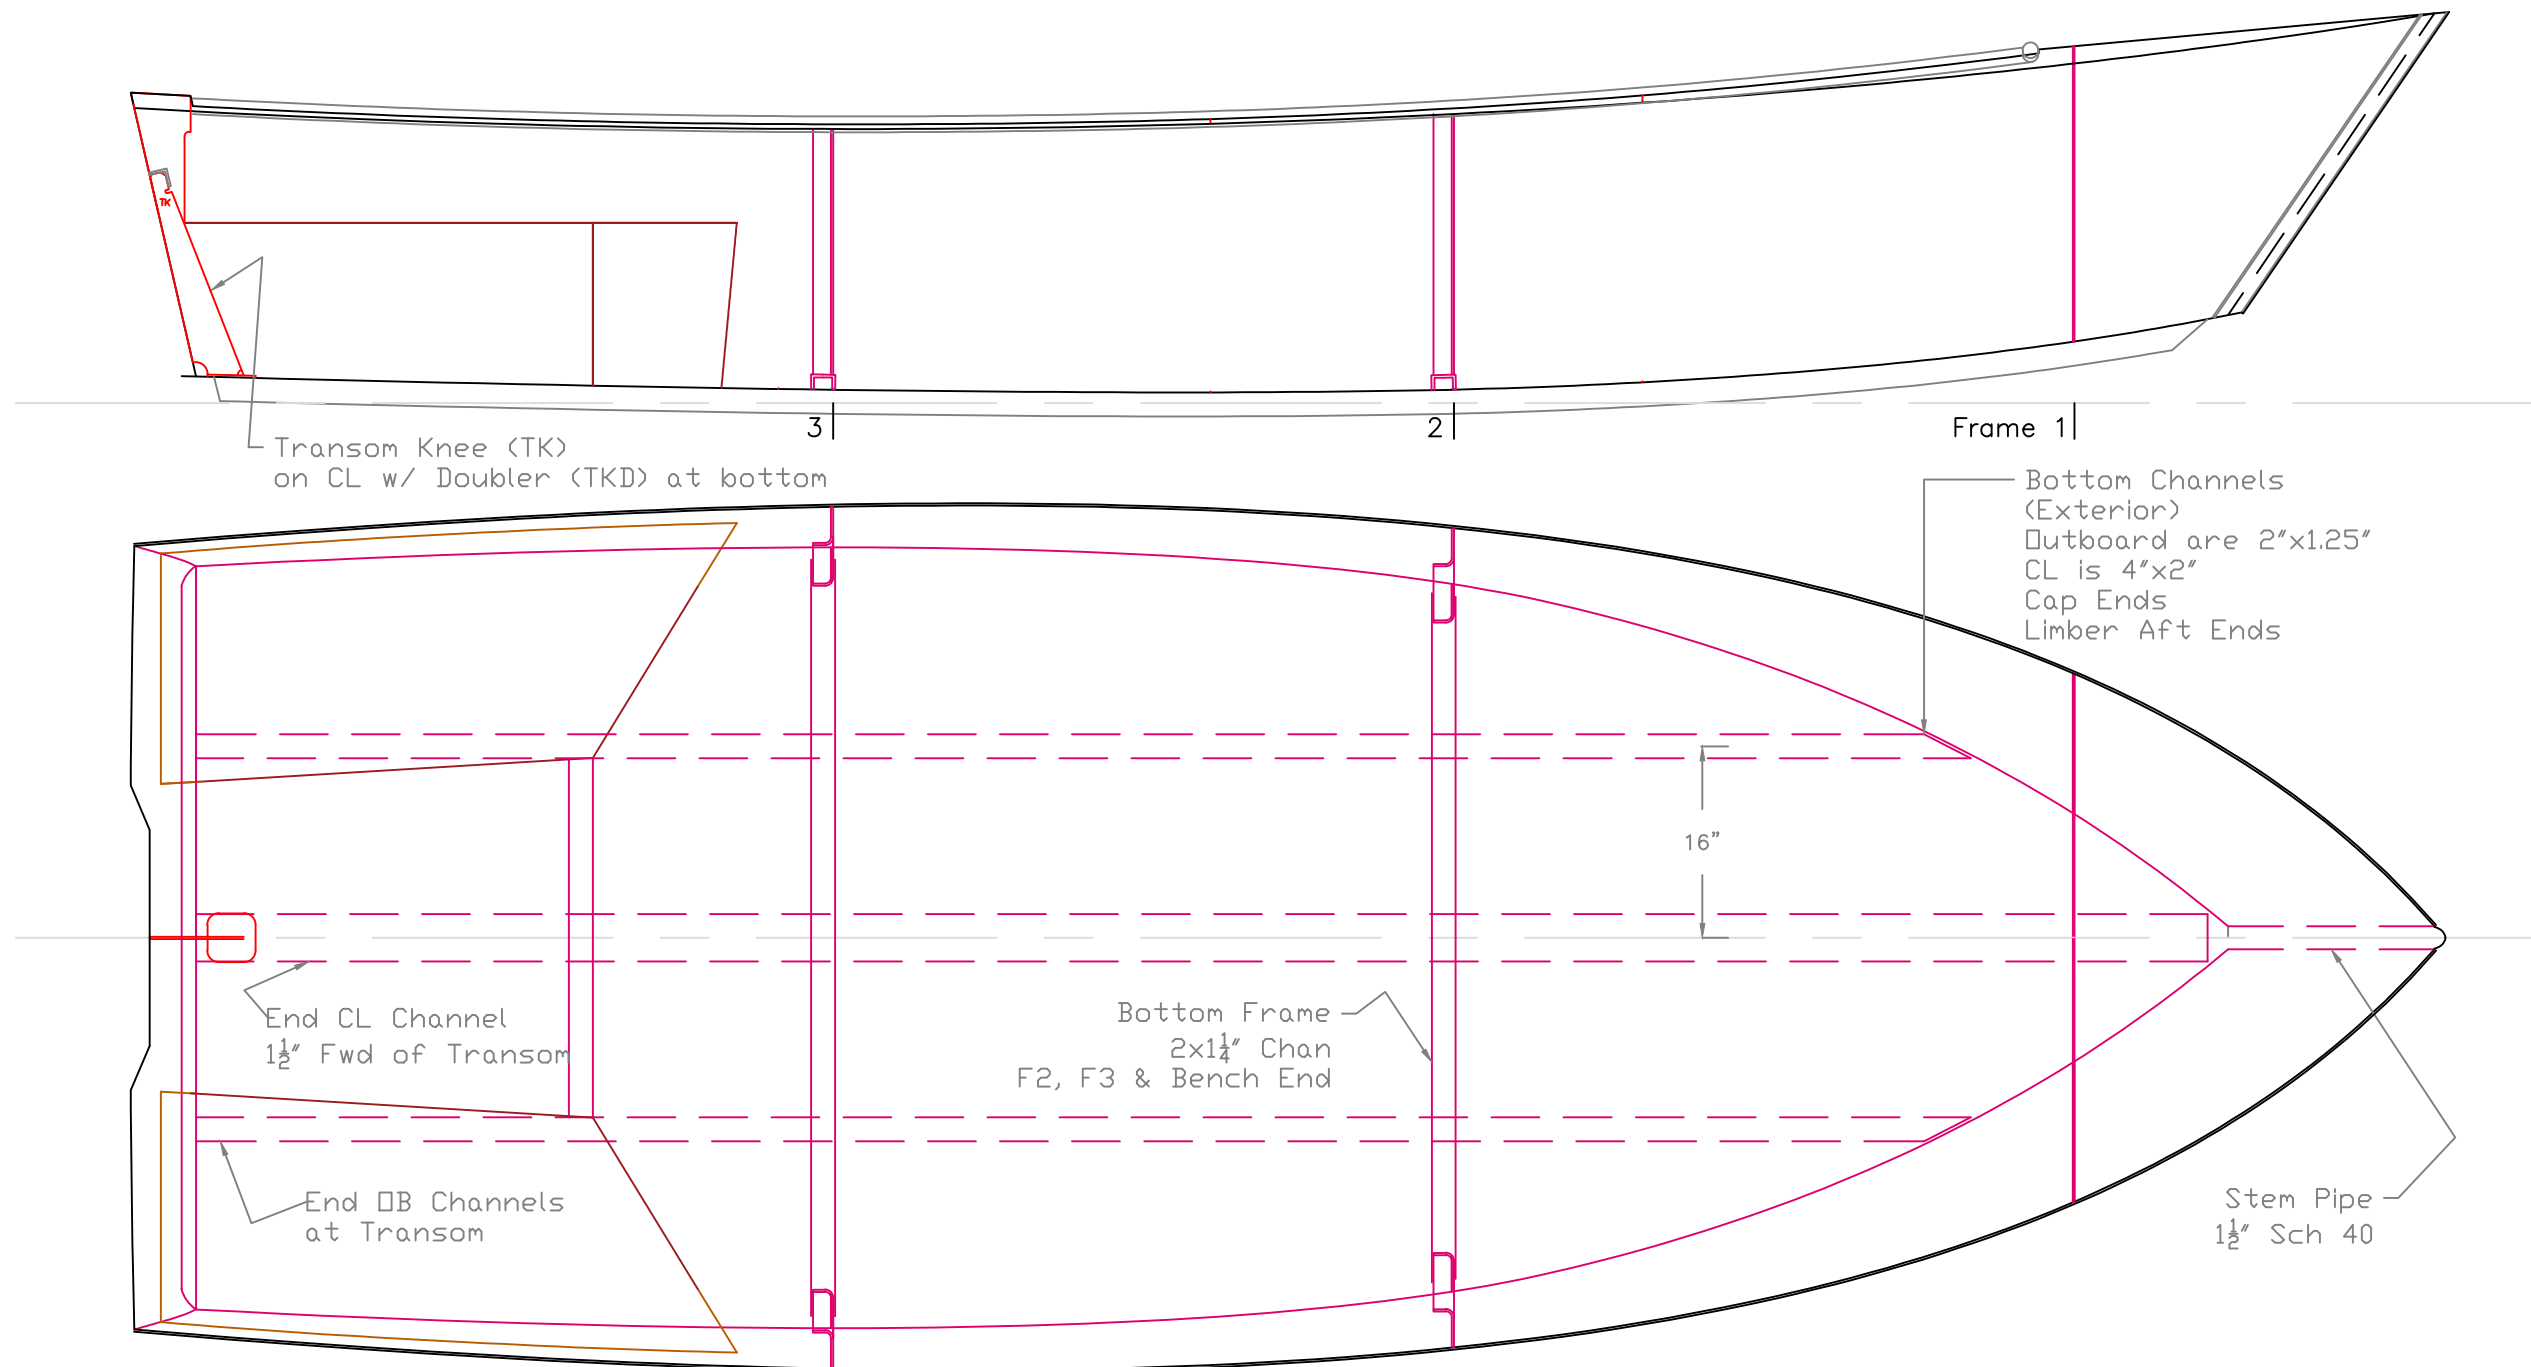 TK
3
2
Frame 1
Transom Knee (TK)
on CL w/ Doubler (TKD) at bottom
Bottom Channels
(Exterior)
Outboard are 2"x1.25"
CL is 4"x2"
Cap Ends
Limber Aft Ends
16"
End CL Channel
1½" Fwd of Transom
Bottom Frame
2x1¼" Chan
F2, F3 & Bench End
End OB Channels
at Transom
Stem Pipe
1½" Sch 40